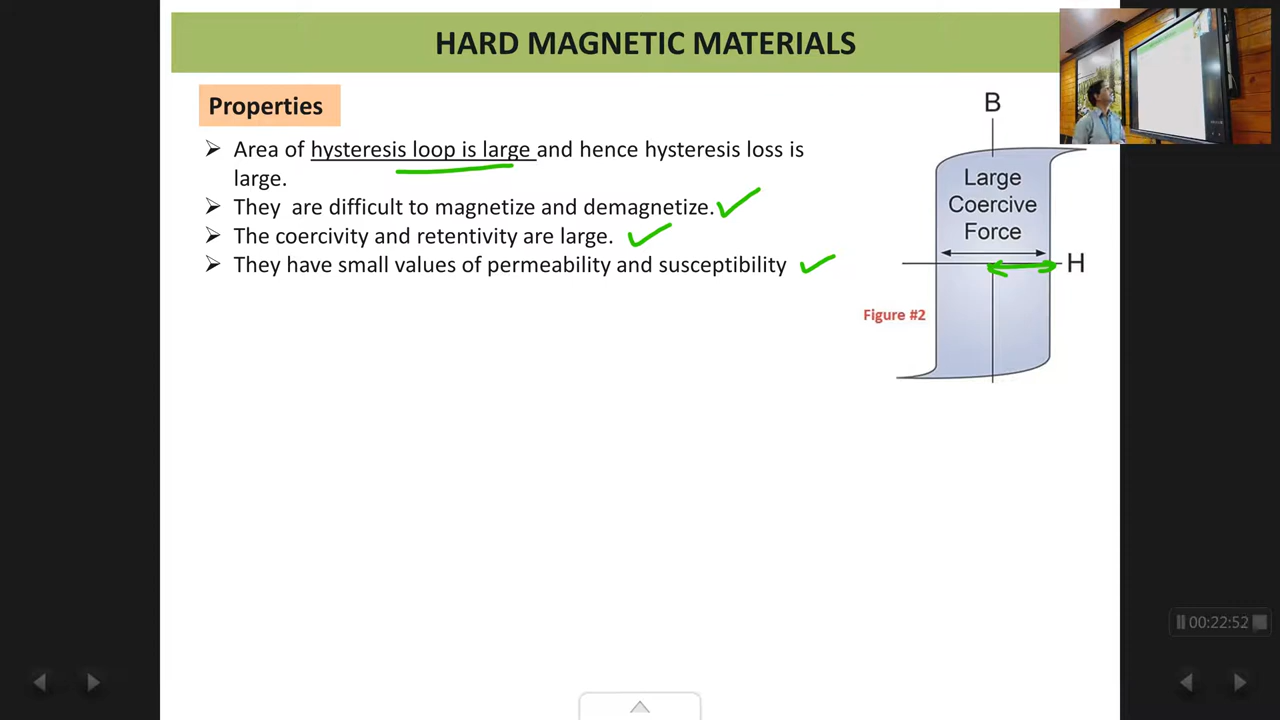 HARD MAGNETIC MATERIALS
Properties
➢ Area of hysteresis loop is large and hence hysteresis loss is
large.
➢ They are difficult to magnetize and demagnetize.
➢ The coercivity and retentivity are large.
➢ They have small values of permeability and susceptibility
B
Large
Coercive
Force
H
Figure #2
00:22:52